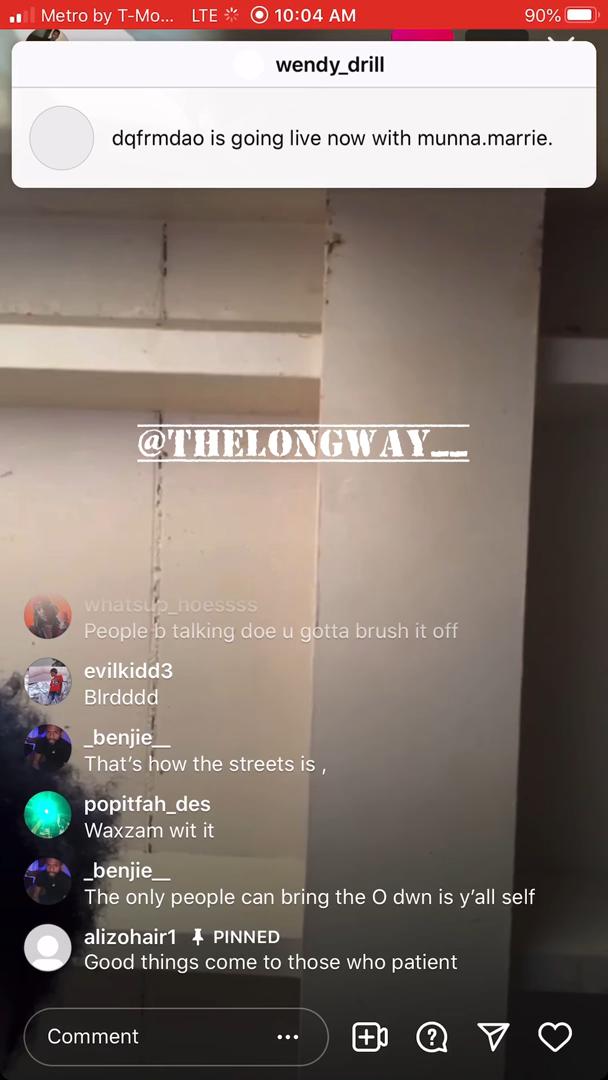 Metro by T-Mo... LTE 10:04 AM 90%
wendy_drill
dqfrmdao is going live now with munna.marrie.
@THELONGWAY__
whatsup_hoessss
People b talking doe u gotta brush it off
evilkidd3
Blrdddd
_benjie__
That’s how the streets is ,
popitfah_des
Waxzam wit it
_benjie__
The only people can bring the O dwn is y’all self
alizohair1 PINNED
Good things come to those who patient
Comment